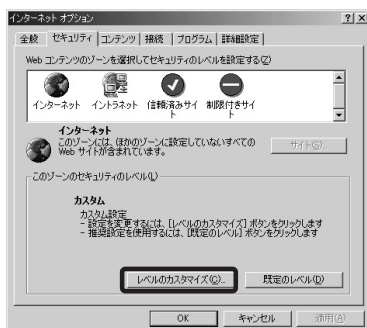 インターネット オプション
? ×
全般 セキュリティ コンテンツ 接続 プログラム 詳細設定
Web コンテンツのゾーンを選択してセキュリティのレベルを設定する(Z)
インターネット イントラネット 信頼済みサイト 制限付きサイト
インターネット
このゾーンには、ほかのゾーンに設定していないすべての
Web サイトが含まれています。
サイト(S)...
このゾーンのセキュリティのレベル(L)
カスタム
カスタム設定
- 設定を変更するには、[レベルのカスタマイズ] ボタンをクリックします
- 推奨設定を使用するには、[既定のレベル] ボタンをクリックします
レベルのカスタマイズ(C)... 既定のレベル(D)
OK キャンセル 適用(A)